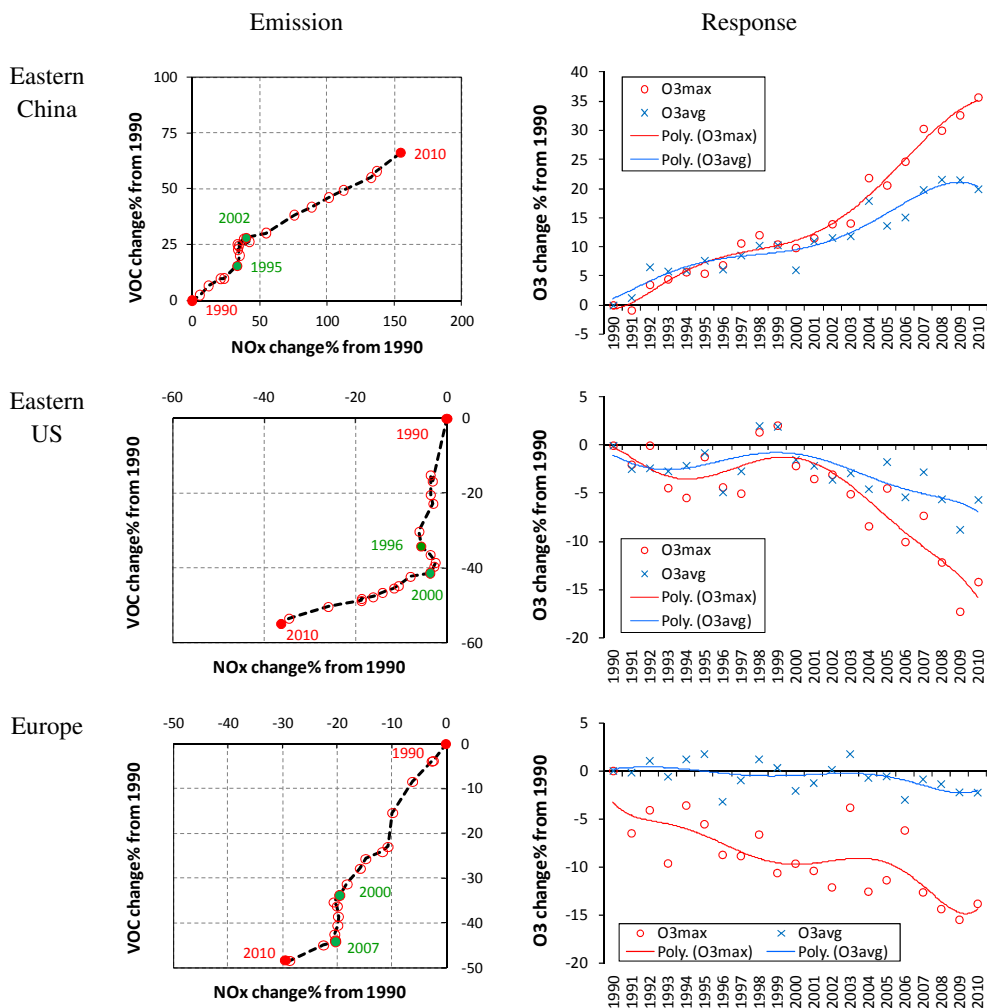 Emission
Response
Eastern
China
100
75
50
25
0
VOC change% from 1990
2002
2010
1995
1990
0 50 100 150 200
NOx change% from 1990
40
35
30
25
20
15
10
5
0
-5
O3 change % from 1990
O3max
O3avg
Poly. (O3max)
Poly. (O3avg)
1990 1991 1992 1993 1994 1995 1996 1997 1998 1999 2000 2001 2002 2003 2004 2005 2006 2007 2008 2009 2010
Eastern
US
-60 -40 -20 0
0
-20
-40
-60
VOC change% from 1990
1990
1996
2000
2010
NOx change% from 1990
5
0
-5
-10
-15
-20
O3 change% from 1990
O3max
O3avg
Poly. (O3max)
Poly. (O3avg)
1990 1991 1992 1993 1994 1995 1996 1997 1998 1999 2000 2001 2002 2003 2004 2005 2006 2007 2008 2009 2010
Europe
-50 -40 -30 -20 -10 0
0
-10
-20
-30
-40
-50
VOC change% from 1990
1990
2000
2010
2007
NOx change% from 1990
5
0
-5
-10
-15
-20
O3 change% from 1990
O3max O3avg
Poly. (O3max) Poly. (O3avg)
1990 1991 1992 1993 1994 1995 1996 1997 1998 1999 2000 2001 2002 2003 2004 2005 2006 2007 2008 2009 2010